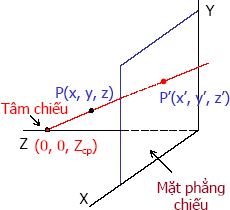 Y
P(x, y, z)
P'(x', y', z')
Tâm chiếu
Z
(0, 0, Zcp)
X
Mặt phẳng
chiếu